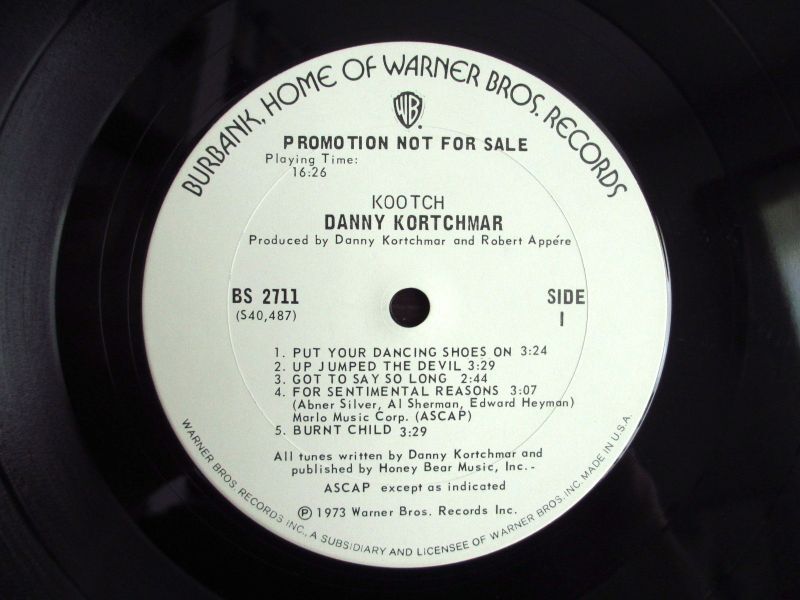 BURBANK, HOME OF WARNER BROS. RECORDS
WB
PROMOTION NOT FOR SALE
Playing Time:
16:26
KOOTCH
DANNY KORTCHMAR
Produced by Danny Kortchmar and Robert Appére
BS 2711
(S40,487)
SIDE
1
1. PUT YOUR DANCING SHOES ON 3:24
2. UP JUMPED THE DEVIL 3:29
3. GOT TO SAY SO LONG 2:44
4. FOR SENTIMENTAL REASONS 3:07
(Abner Silver, Al Sherman, Edward Heyman)
Marlo Music Corp. (ASCAP)
5. BURNT CHILD 3:29
All tunes written by Danny Kortchmar and
published by Honey Bear Music, Inc. -
ASCAP except as indicated
℗ 1973 Warner Bros. Records Inc.
WARNER BROS. RECORDS INC., A SUBSIDIARY AND LICENSEE OF WARNER BROS. INC. MADE IN U.S.A.